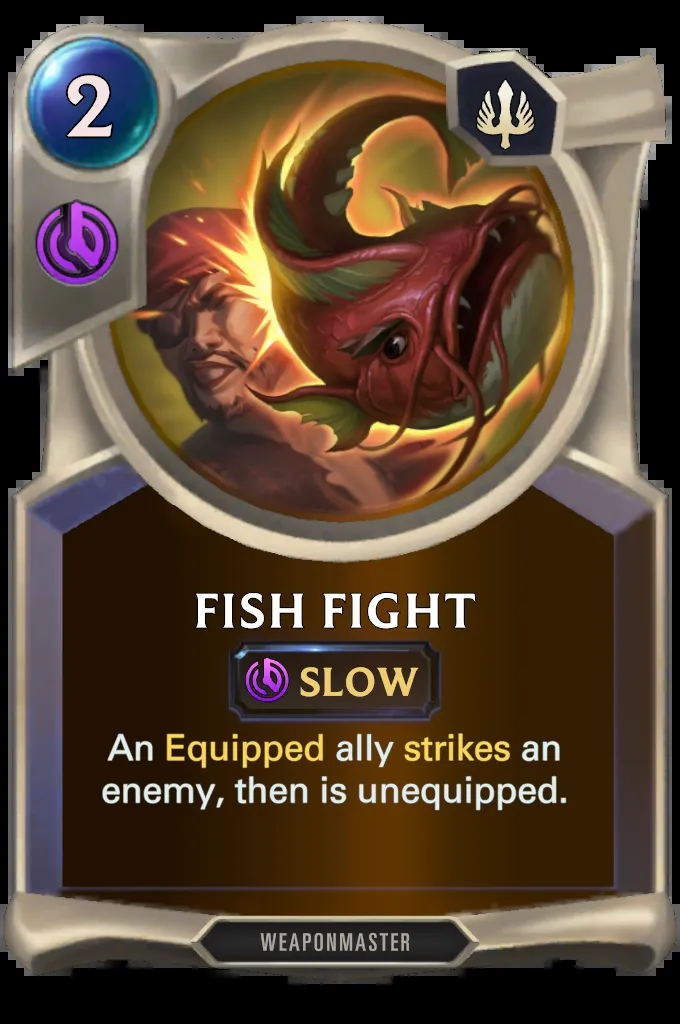 2
FISH FIGHT
SLOW
An Equipped ally strikes an
enemy, then is unequipped.
WEAPONMASTER